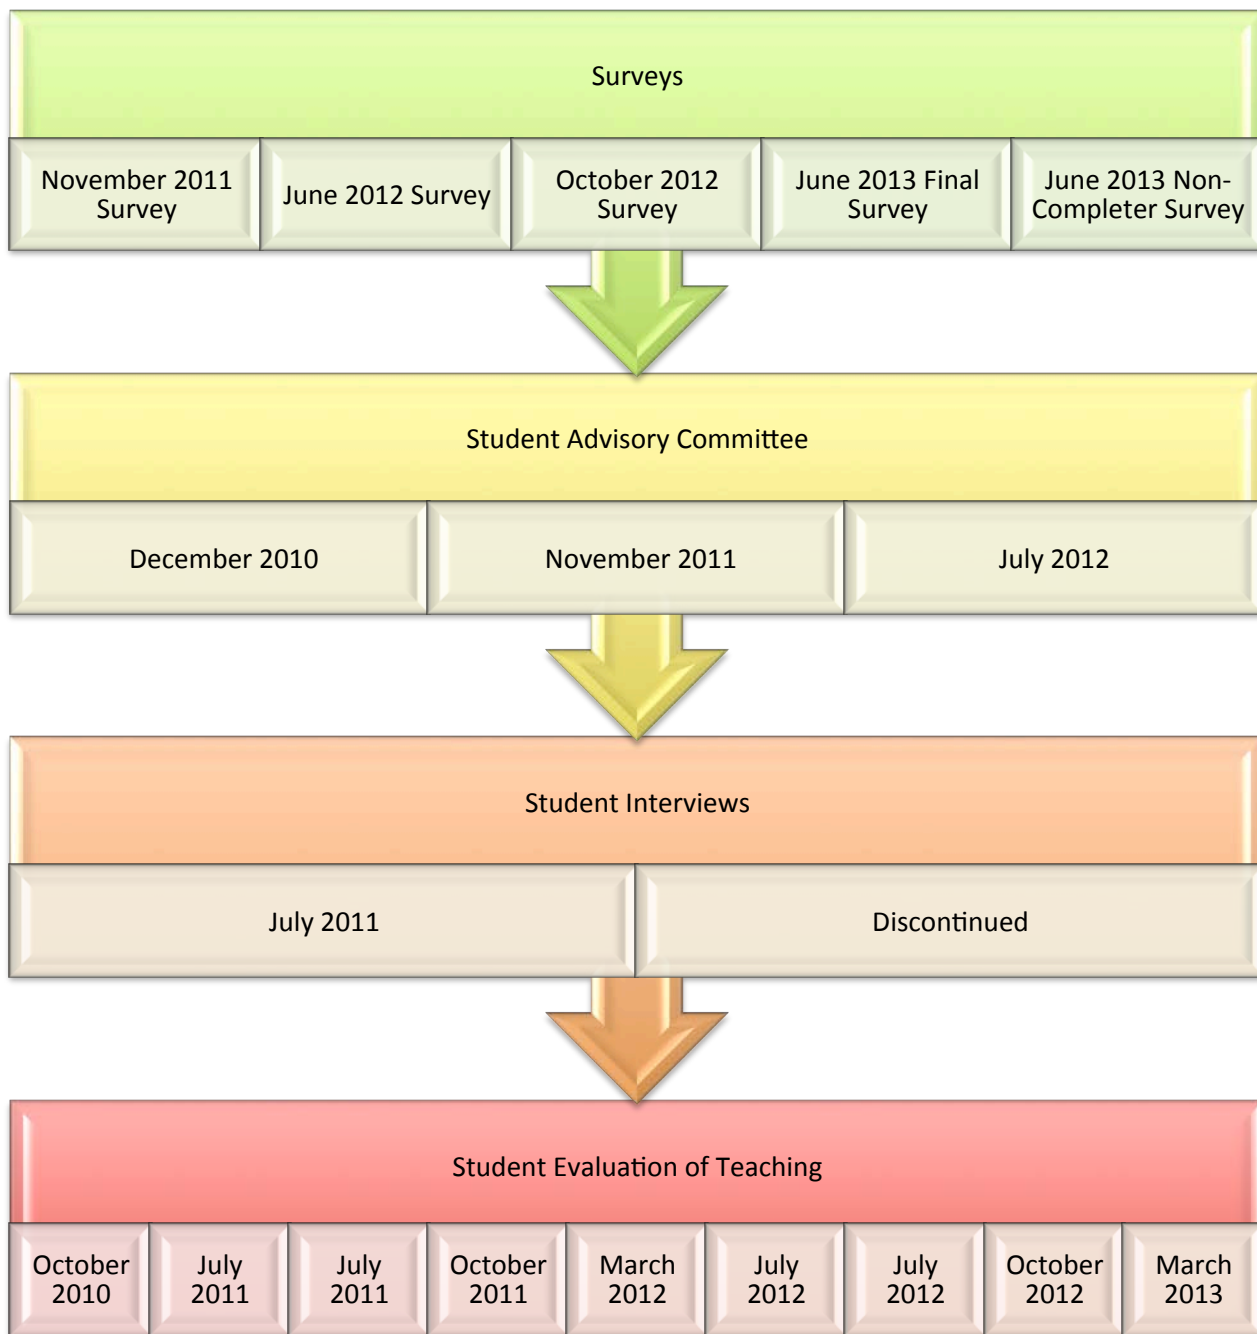 Surveys
November 2011
Survey
June 2012 Survey
October 2012
Survey
June 2013 Final
Survey
June 2013 Non-
Completer Survey
Student Advisory Committee
December 2010
November 2011
July 2012
Student Interviews
July 2011
Discontinued
Student Evaluation of Teaching
October
2010
July
2011
July
2011
October
2011
March
2012
July
2012
July
2012
October
2012
March
2013